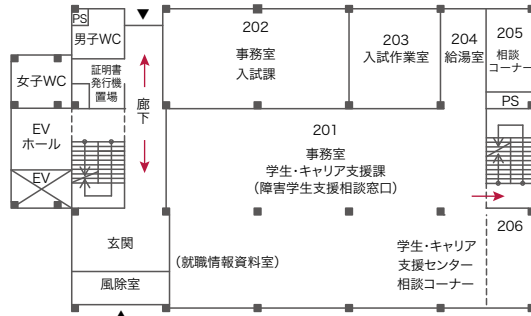 PS
男子WC
女子WC
証明書
発行機
置場
EV
ホール
EV
廊
下
玄関
風除室
202
事務室
入試課
203
入試作業室
204
給湯室
205
相談
コーナー
PS
201
事務室
学生・キャリア支援課
(障害学生支援相談窓口)
(就職情報資料室)
学生・キャリア
支援センター
相談コーナー
206